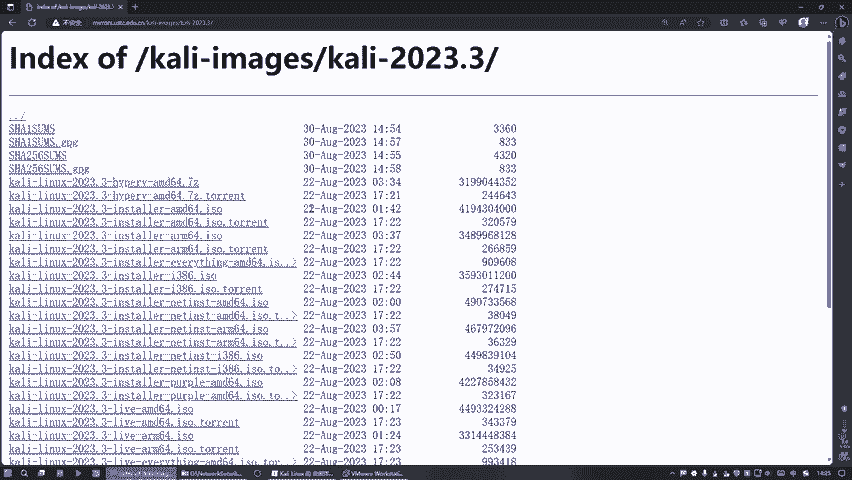 Index of /kali-images/kali-2023.3/
不安全 mirrors.ustc.edu.cn/kali-images/kali-2023.3/
Index of /kali-images/kali-2023.3/
../
SHA1SUMS 30-Aug-2023 14:54 3360
SHA1SUMS.gpg 30-Aug-2023 14:57 833
SHA256SUMS 30-Aug-2023 14:55 4320
SHA256SUMS.gpg 30-Aug-2023 14:58 833
kali-linux-2023.3-hyperv-amd64.7z 22-Aug-2023 03:34 3199044352
kali-linux-2023.3-hyperv-amd64.7z.torrent 22-Aug-2023 17:21 244643
kali-linux-2023.3-installer-amd64.iso 22-Aug-2023 01:42 4194304000
kali-linux-2023.3-installer-amd64.iso.torrent 22-Aug-2023 17:22 320579
kali-linux-2023.3-installer-arm64.iso 22-Aug-2023 03:37 3489968128
kali-linux-2023.3-installer-arm64.iso.torrent 22-Aug-2023 17:22 266859
kali-linux-2023.3-installer-everything-amd64.is..> 22-Aug-2023 17:22 909608
kali-linux-2023.3-installer-i386.iso 22-Aug-2023 02:44 3593011200
kali-linux-2023.3-installer-i386.iso.torrent 22-Aug-2023 17:22 274715
kali-linux-2023.3-installer-netinst-amd64.iso 22-Aug-2023 02:00 490733568
kali-linux-2023.3-installer-netinst-amd64.iso.t..> 22-Aug-2023 17:22 38049
kali-linux-2023.3-installer-netinst-arm64.iso 22-Aug-2023 03:57 467972096
kali-linux-2023.3-installer-netinst-arm64.iso.t..> 22-Aug-2023 17:22 36329
kali-linux-2023.3-installer-netinst-i386.iso 22-Aug-2023 02:50 449839104
kali-linux-2023.3-installer-netinst-i386.iso.to..> 22-Aug-2023 17:22 34925
kali-linux-2023.3-installer-purple-amd64.iso 22-Aug-2023 02:08 4227858432
kali-linux-2023.3-installer-purple-amd64.iso.to..> 22-Aug-2023 17:22 323167
kali-linux-2023.3-live-amd64.iso 22-Aug-2023 00:17 4493324288
kali-linux-2023.3-live-amd64.iso.torrent 22-Aug-2023 17:23 343379
kali-linux-2023.3-live-arm64.iso 22-Aug-2023 01:24 3314448384
kali-linux-2023.3-live-arm64.iso.torrent 22-Aug-2023 17:23 253439
kali-linux-2023.3-live-everything-amd64.iso.tor..> 22-Aug-2023 17:23 993418